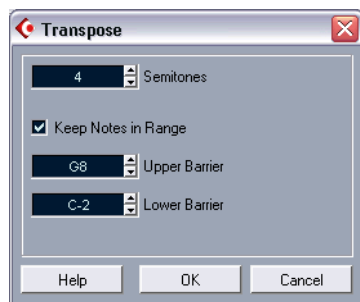 Transpose
4 Semitones
Keep Notes in Range
G8 Upper Barrier
C-2 Lower Barrier
Help OK Cancel